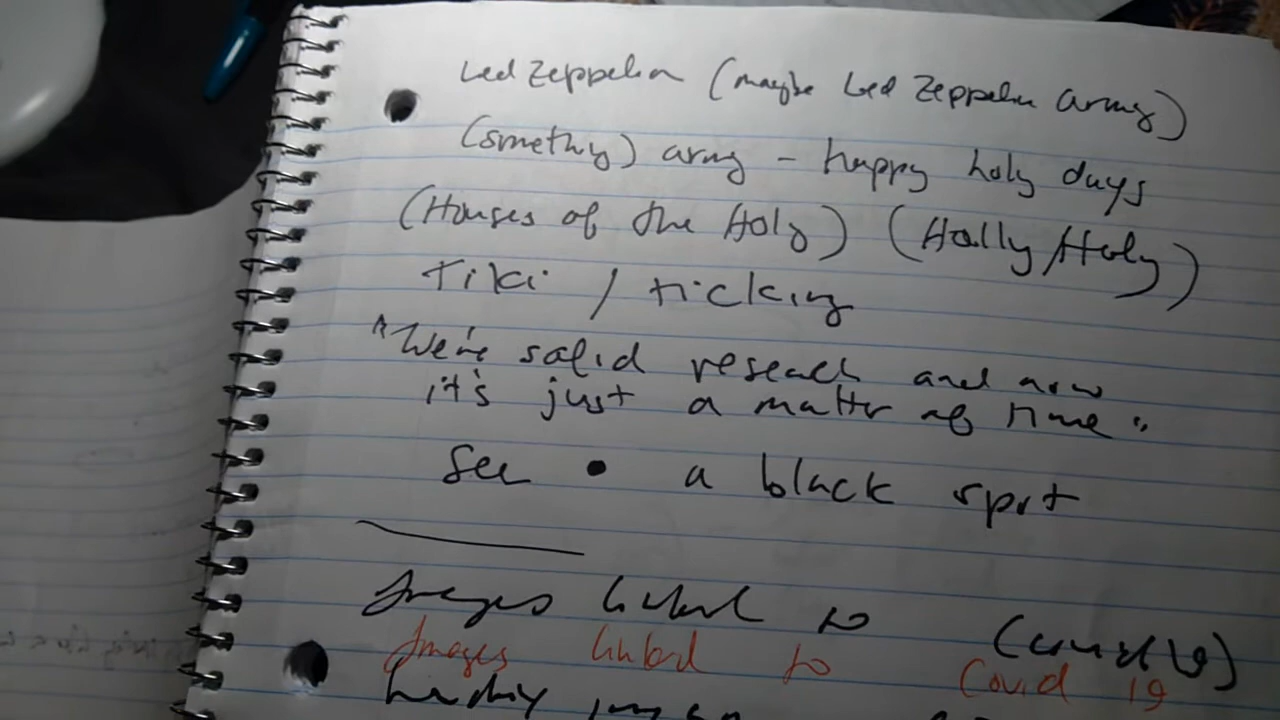 Led Zeppelin (maybe Led Zeppelin army)
(something) army - happy holy days
(Houses of the Holy) (Holly/Holy)
Tiki / ticking
"We're solid research and now
it's just a matter of time"
See • a black spot
Images linked to (covid 19)
Images linked to Covid 19